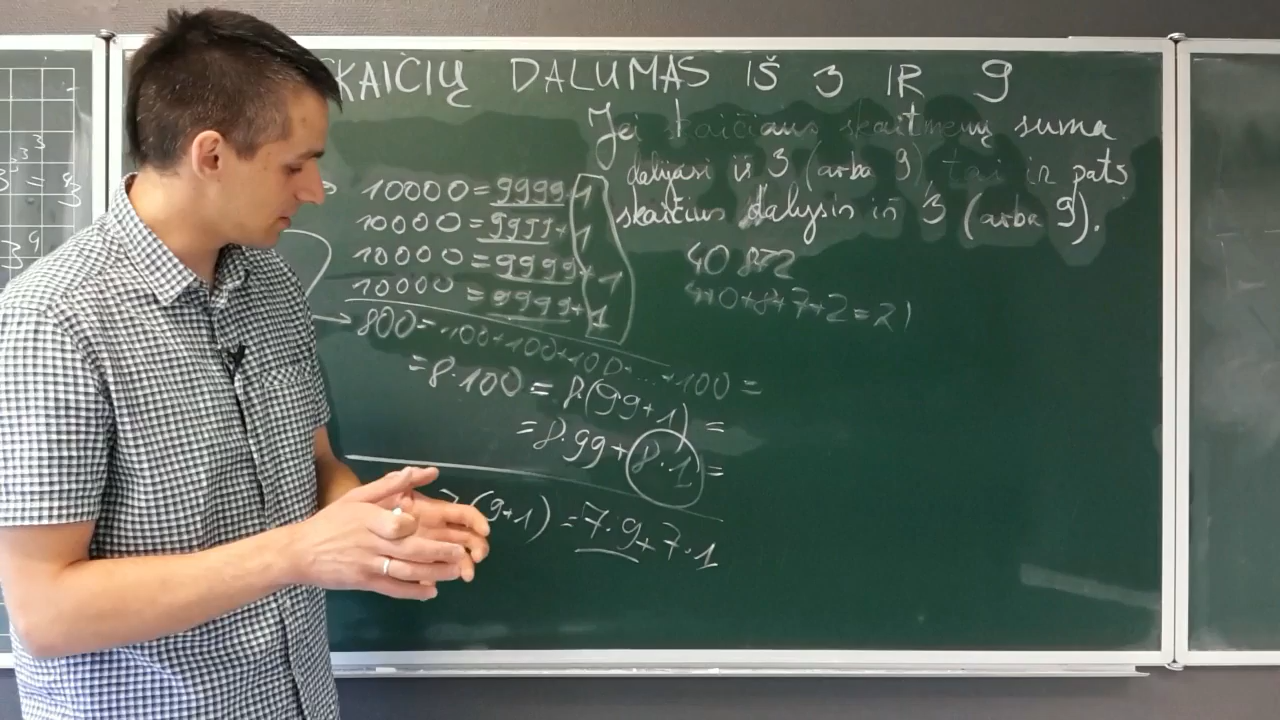 SKAIČIŲ DALUMAS IŠ 3 IR 9
Jei skaičiaus skaitmenų suma
dalijasi iš 3 (arba 9), tai ir pats
skaičius dalijasi iš 3 (arba 9).
40 872
4+0+8+7+2=21
10000=9999+1
10000=9999+1
10000=9999+1
10000=9999+1
800=100+100+100+...+100=
=8·100=8(99+1)=
=8·99+8·1=
7(9+1)=7·9+7·1